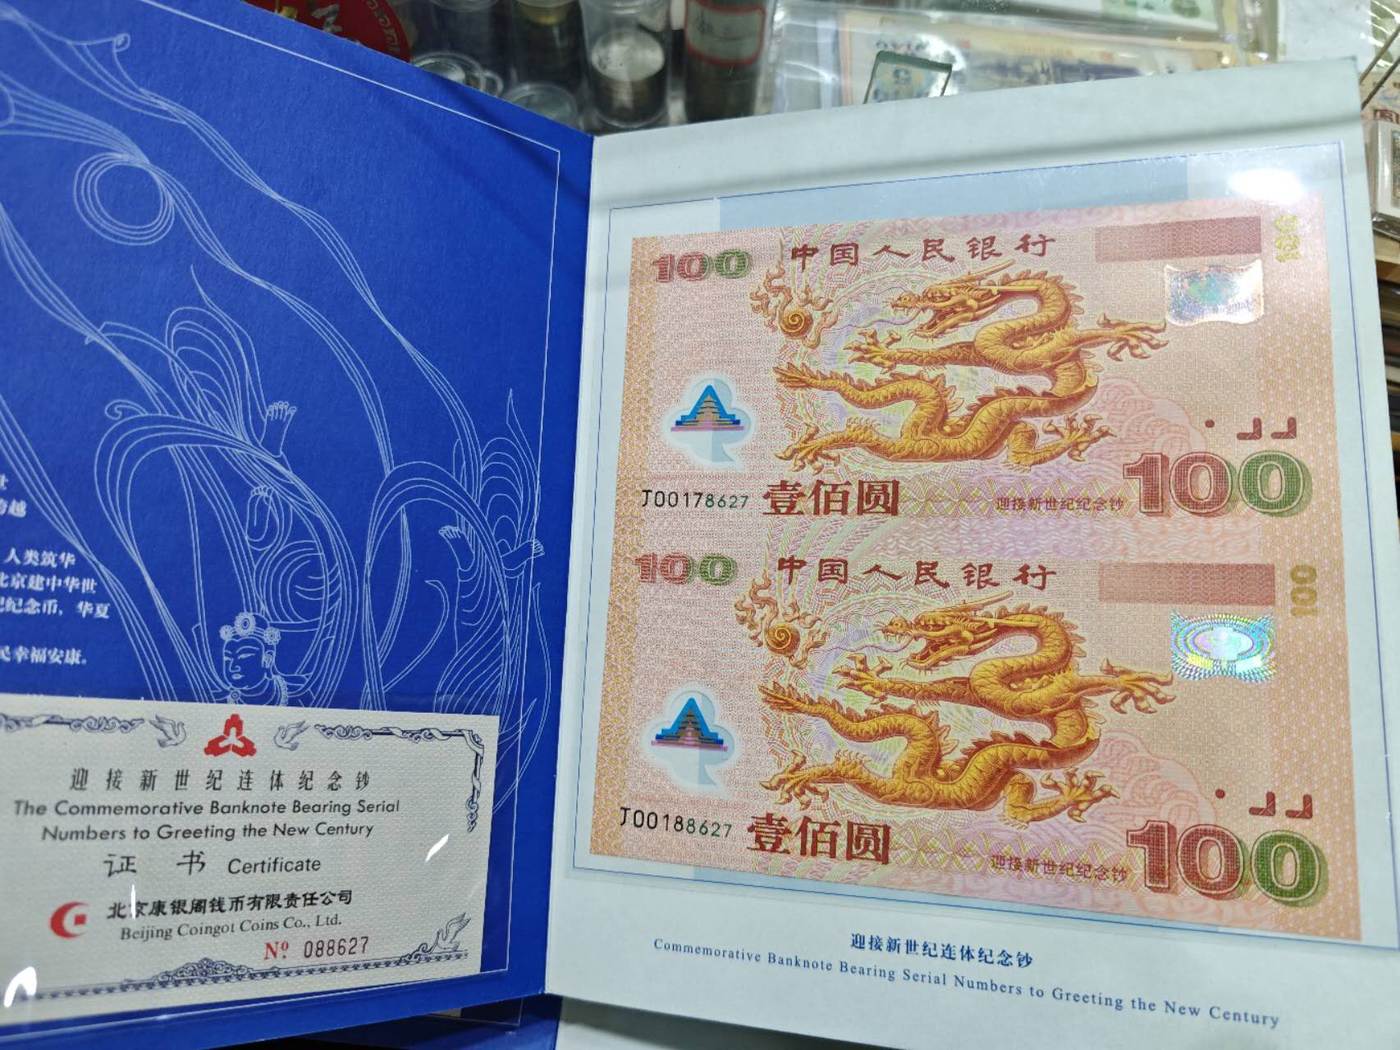 人类筑华
北京建中华世
纪纪念币，华夏
民幸福安康。
迎接新世纪连体纪念钞
The Commemorative Banknote Bearing Serial
Numbers to Greeting the New Century
证 书 Certificate
北京康银阁钱币有限责任公司
Beijing Coingot Coins Co., Ltd.
Nº 088627
100 中国人民银行
100
J00178627 壹佰圆 迎接新世纪纪念钞 100
100 中国人民银行
100
J00188627 壹佰圆 迎接新世纪纪念钞 100
迎接新世纪连体纪念钞
Commemorative Banknote Bearing Serial Numbers to Greeting the New Century